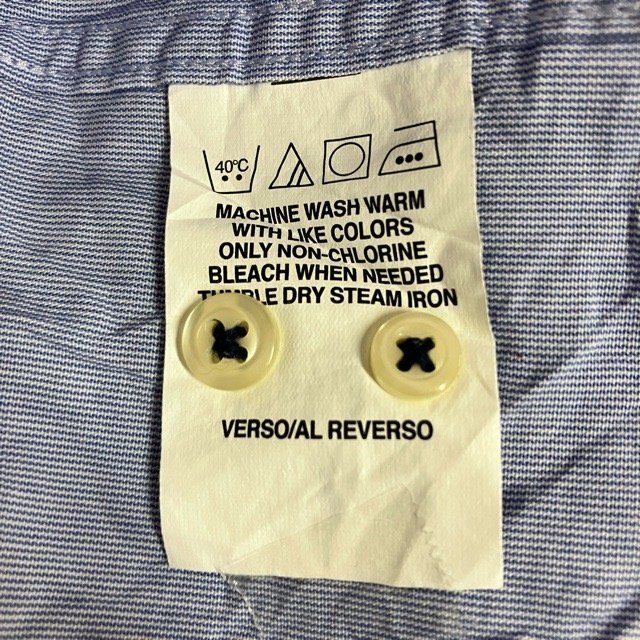 40°C
MACHINE WASH WARM
WITH LIKE COLORS
ONLY NON-CHLORINE
BLEACH WHEN NEEDED
TUMBLE DRY STEAM IRON
VERSO/AL REVERSO